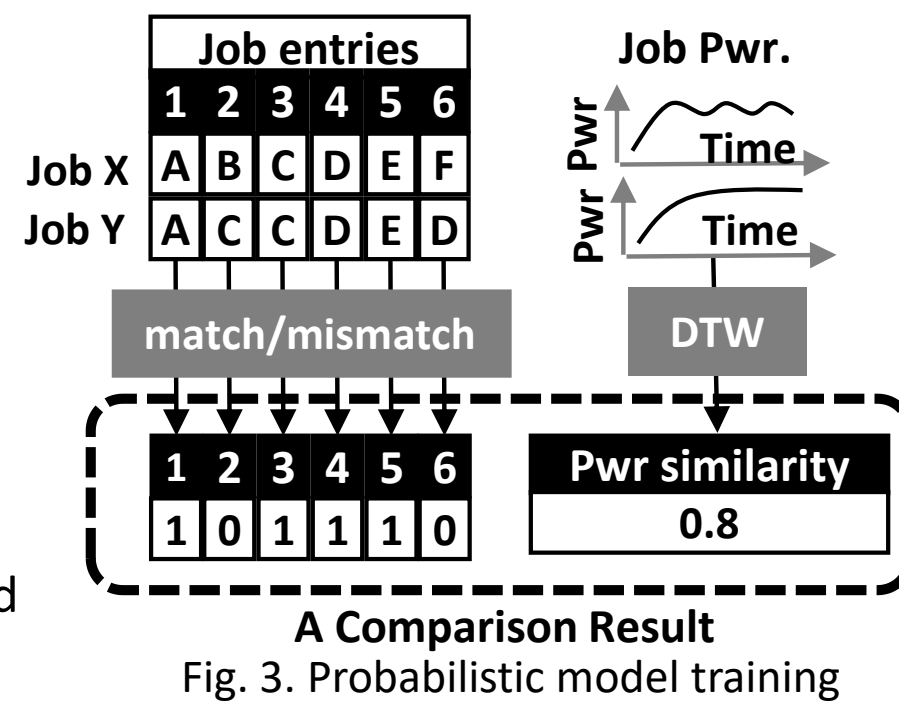 Job entries
1 2 3 4 5 6
Job X A B C D E F
Job Y A C C D E D
match/mismatch
Job Pwr.
Pwr
Time
Pwr
Time
DTW
1 2 3 4 5 6
1 0 1 1 1 0
Pwr similarity
0.8
d
A Comparison Result
Fig. 3. Probabilistic model training